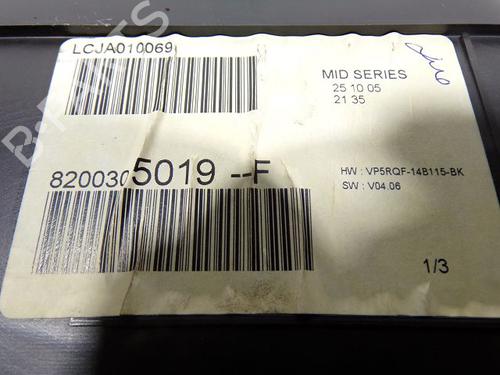 LCJA010069
MID SERIES
25 10 05
21 35
8200305019 --F
HW : VP5RQF-14B115-BK
SW : V04.06
1/3